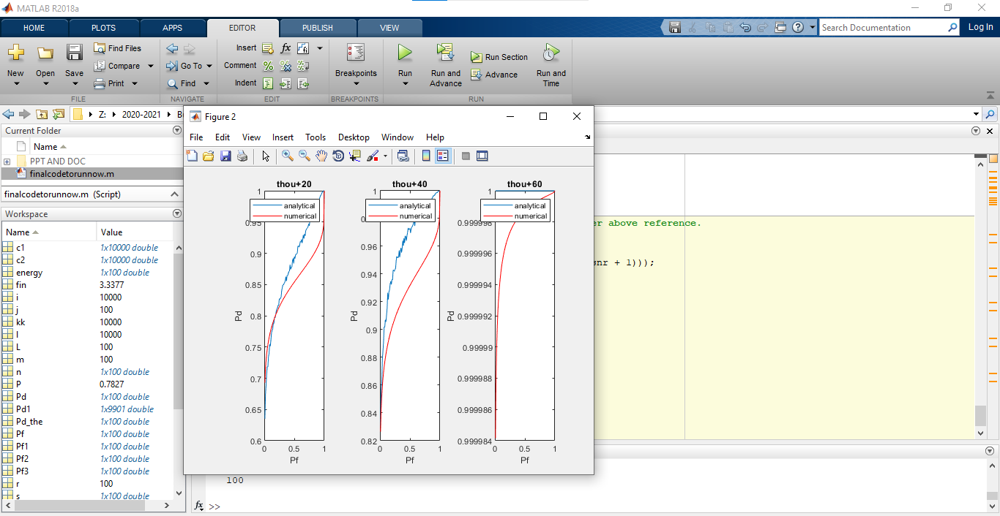 MATLAB R2018a
HOME PLOTS APPS EDITOR PUBLISH VIEW
Search Documentation
Log In
New
Open
Save
Find Files
Compare
Print
FILE
Go To
Find
NAVIGATE
Insert fx
Comment
Indent
EDIT
Breakpoints
BREAKPOINTS
Run
Run and
Advance
Run Section
Advance
Run and
Time
RUN
Z: 2020-2021
Current Folder
Name
PPT AND DOC
finalcodetorunnow.m
finalcodetorunnow.m (Script)
Workspace
Name Value
c1 1x10000 double
c2 1x10000 double
energy 1x100 double
fin 3.3377
i 10000
j 100
kk 10000
l 10000
L 100
m 100
n 1x100 double
P 0.7827
Pd 1x100 double
Pd1 1x9901 double
Pd_the 1x100 double
Pf 1x100 double
Pf1 1x100 double
Pf2 1x100 double
Pf3 1x100 double
r 100
s 1x100 double
Figure 2
File Edit View Insert Tools Desktop Window Help
thou+20
analytical
numerical
1
0.95
0.9
0.85
0.8
0.75
0.7
0.65
0.6
Pd
0 0.5 1
Pf
thou+40
analytical
numerical
1
0.96
0.94
0.92
0.9
0.88
0.86
0.84
0.82
Pd
0 0.5 1
Pf
thou+60
analytical
numerical
1
0.999998
0.999996
0.999994
0.999992
0.99999
0.999988
0.999986
0.999984
Pd
0 0.5 1
Pf
er above reference.
snr + 1)));
100
fx >>